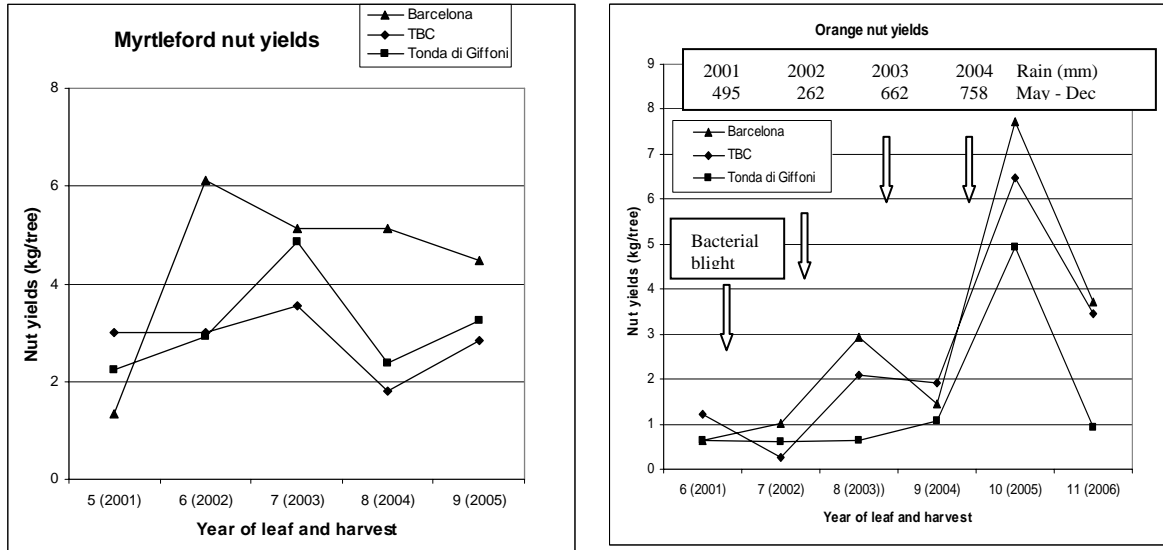 Myrtleford nut yields
Barcelona
TBC
Tonda di Giffoni
Nut yields (kg/tree)
8
6
4
2
0
5 (2001) 6 (2002) 7 (2003) 8 (2004) 9 (2005)
Year of leaf and harvest
Orange nut yields
2001 2002 2003 2004 Rain (mm)
495 262 662 758 May - Dec
Barcelona
TBC
Tonda di Giffoni
Bacterial
blight
Nut yields (kg/tree)
9
8
7
6
5
4
3
2
1
0
6 (2001) 7 (2002) 8 (2003)) 9 (2004) 10 (2005) 11 (2006)
Year of leaf and harvest